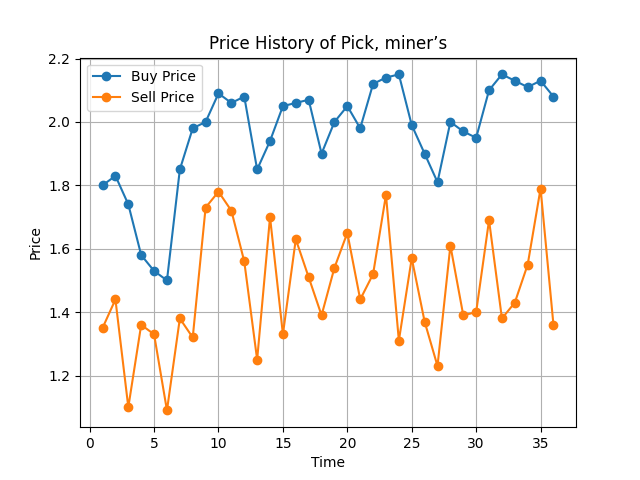 Price History of Pick, miner’s
Buy Price
Sell Price
Price
2.2
2.0
1.8
1.6
1.4
1.2
0 5 10 15 20 25 30 35
Time